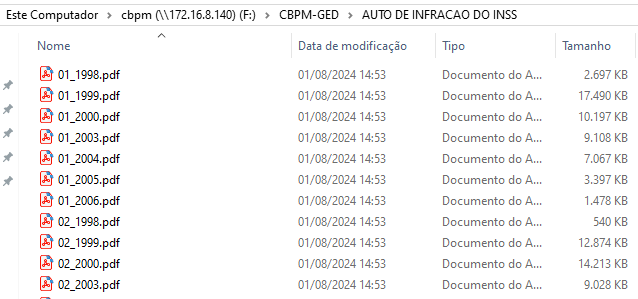 Este Computador > cbpm (\\172.16.8.140) (F:) > CBPM-GED > AUTO DE INFRACAO DO INSS
Nome Data de modificação Tipo Tamanho
01_1998.pdf 01/08/2024 14:53 Documento do A... 2.697 KB
01_1999.pdf 01/08/2024 14:53 Documento do A... 17.490 KB
01_2000.pdf 01/08/2024 14:53 Documento do A... 10.197 KB
01_2003.pdf 01/08/2024 14:53 Documento do A... 9.108 KB
01_2004.pdf 01/08/2024 14:53 Documento do A... 7.067 KB
01_2005.pdf 01/08/2024 14:53 Documento do A... 3.397 KB
01_2006.pdf 01/08/2024 14:53 Documento do A... 1.478 KB
02_1998.pdf 01/08/2024 14:53 Documento do A... 540 KB
02_1999.pdf 01/08/2024 14:53 Documento do A... 12.874 KB
02_2000.pdf 01/08/2024 14:53 Documento do A... 14.213 KB
02_2003.pdf 01/08/2024 14:53 Documento do A... 9.028 KB